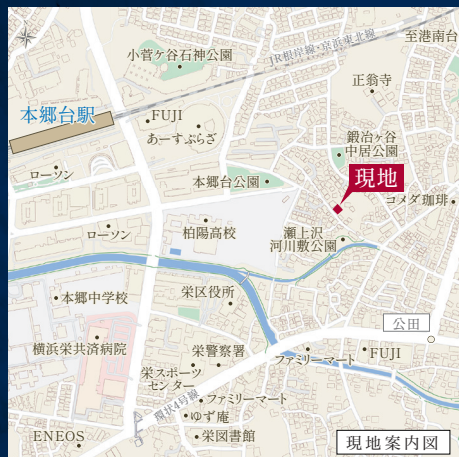 至港南台
小菅ケ谷石神公園
JR根岸線・京浜東北線
正翁寺
本郷台駅
FUJI
あーすぷらざ
鍛冶ヶ谷
中居公園
ローソン
本郷台公園
現地
コメダ珈琲
ローソン
柏陽高校
瀬上沢
河川敷公園
本郷中学校
栄区役所
公田
横浜栄共済病院
栄警察署
ファミリーマート
FUJI
栄スポーツ
センター
環状4号線
ファミリーマート
ゆず庵
ENEOS
栄図書館
現地案内図